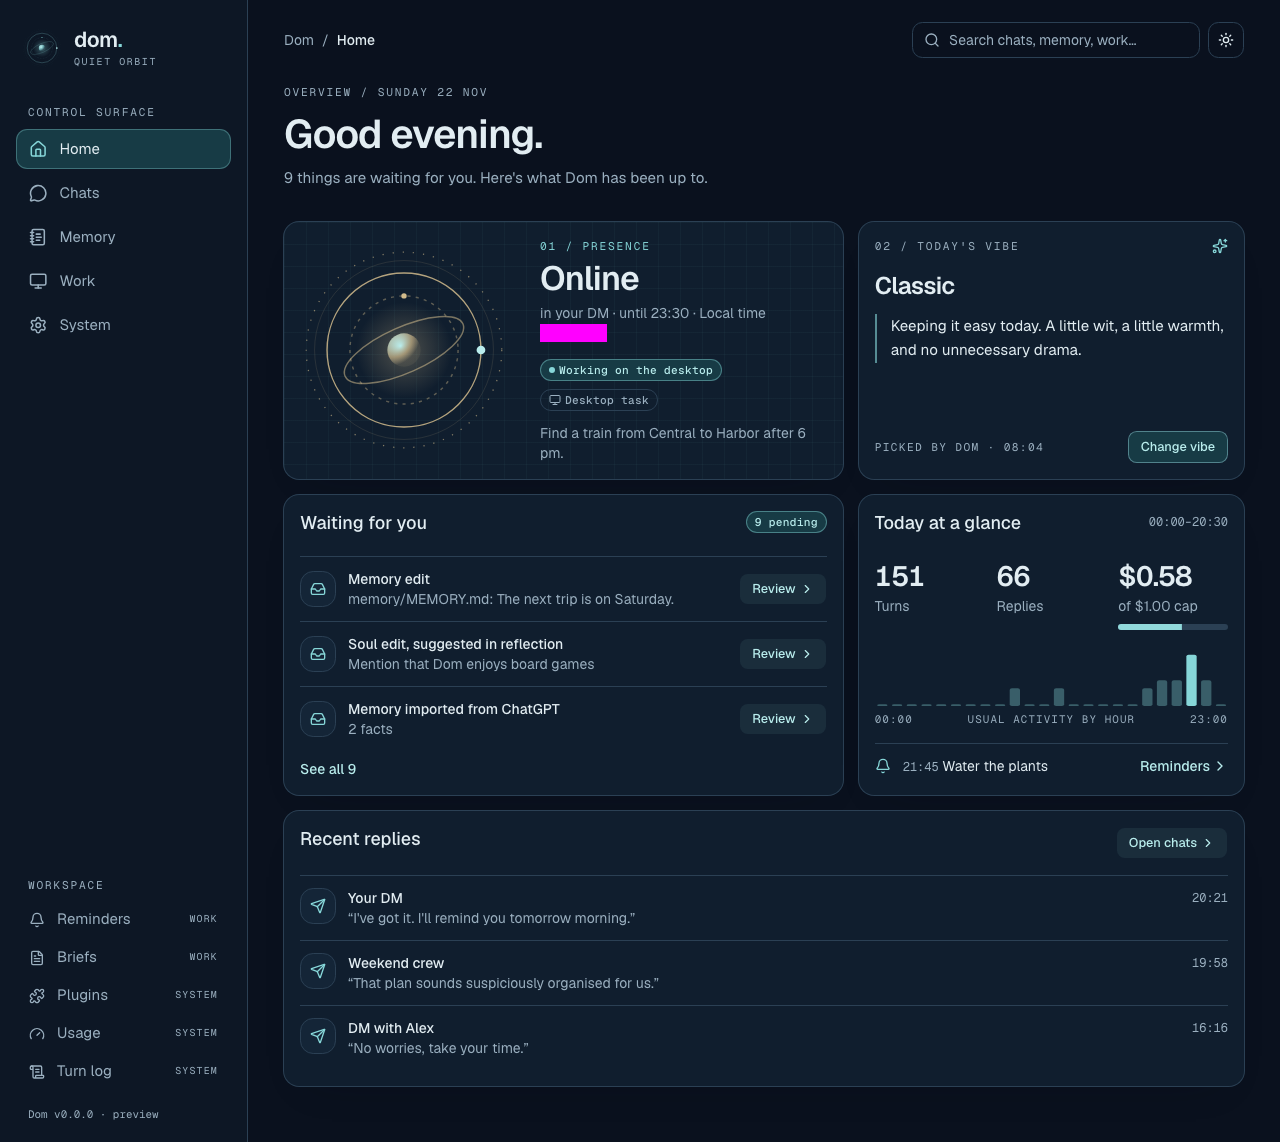 dom.
QUIET ORBIT
CONTROL SURFACE
Home
Chats
Memory
Work
System
WORKSPACE
Reminders WORK
Briefs WORK
Plugins SYSTEM
Usage SYSTEM
Turn log SYSTEM
Dom v0.0.0 · preview
Dom / Home
Search chats, memory, work…
OVERVIEW / SUNDAY 22 NOV
Good evening.
9 things are waiting for you. Here's what Dom has been up to.
01 / PRESENCE
Online
in your DM · until 23:30 · Local time
Working on the desktop
Desktop task
Find a train from Central to Harbor after 6
pm.
02 / TODAY'S VIBE
Classic
Keeping it easy today. A little wit, a little warmth,
and no unnecessary drama.
PICKED BY DOM · 08:04
Change vibe
Waiting for you
9 pending
Memory edit
memory/MEMORY.md: The next trip is on Saturday.
Review
Soul edit, suggested in reflection
Mention that Dom enjoys board games
Review
Memory imported from ChatGPT
2 facts
Review
See all 9
Today at a glance
00:00–20:30
151 66 $0.58
Turns Replies of $1.00 cap
00:00 USUAL ACTIVITY BY HOUR 23:00
21:45 Water the plants
Reminders
Recent replies
Open chats
Your DM 20:21
“I've got it. I'll remind you tomorrow morning.”
Weekend crew 19:58
“That plan sounds suspiciously organised for us.”
DM with Alex 16:16
“No worries, take your time.”